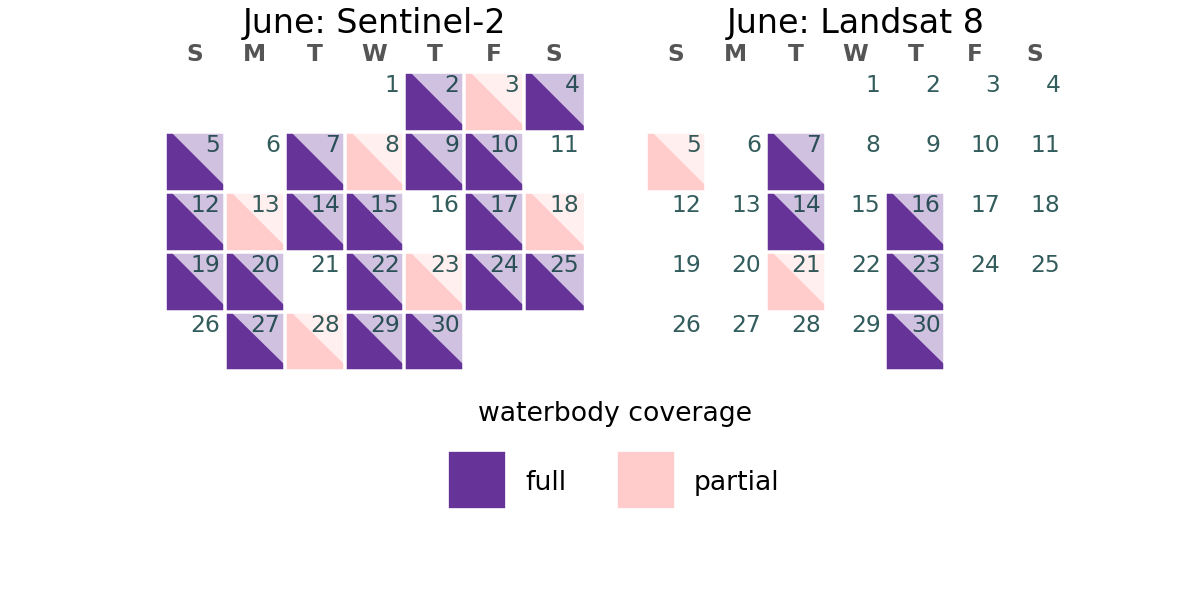 June: Sentinel-2
S M T W T F S
1 2 3 4
5 6 7 8 9 10 11
12 13 14 15 16 17 18
19 20 21 22 23 24 25
26 27 28 29 30
June: Landsat 8
S M T W T F S
1 2 3 4
5 6 7 8 9 10 11
12 13 14 15 16 17 18
19 20 21 22 23 24 25
26 27 28 29 30
waterbody coverage
full
partial